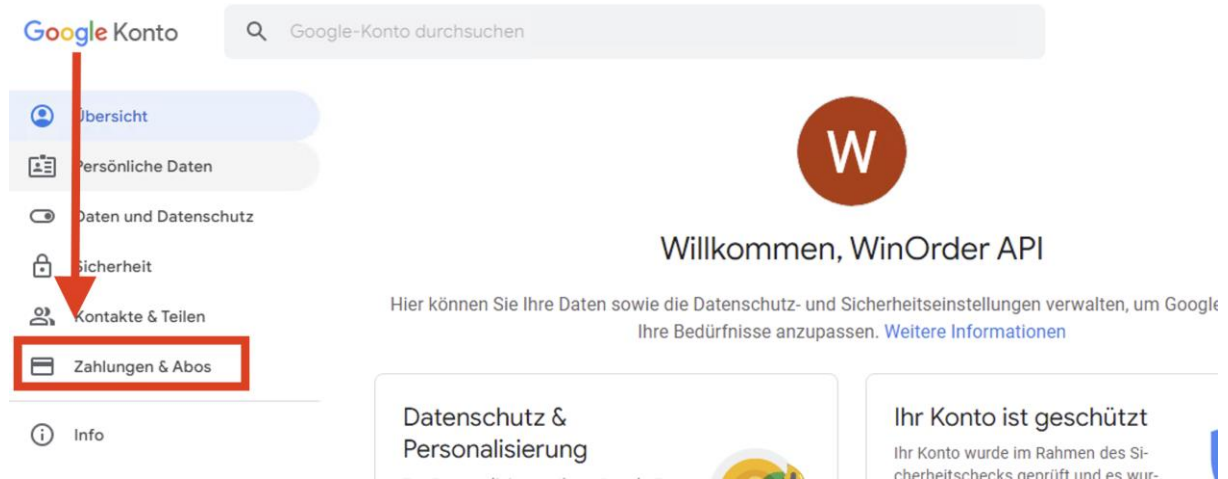 Google Konto
Google-Konto durchsuchen
Übersicht
Persönliche Daten
Daten und Datenschutz
Sicherheit
Kontakte & Teilen
Zahlungen & Abos
Info
W
Willkommen, WinOrder API
Hier können Sie Ihre Daten sowie die Datenschutz- und Sicherheitseinstellungen verwalten, um Google
Ihre Bedürfnisse anzupassen. Weitere Informationen
Datenschutz &
Personalisierung
Ihr Konto ist geschützt
Ihr Konto wurde im Rahmen des Si-
cherheitschecks geprüft und es wur-